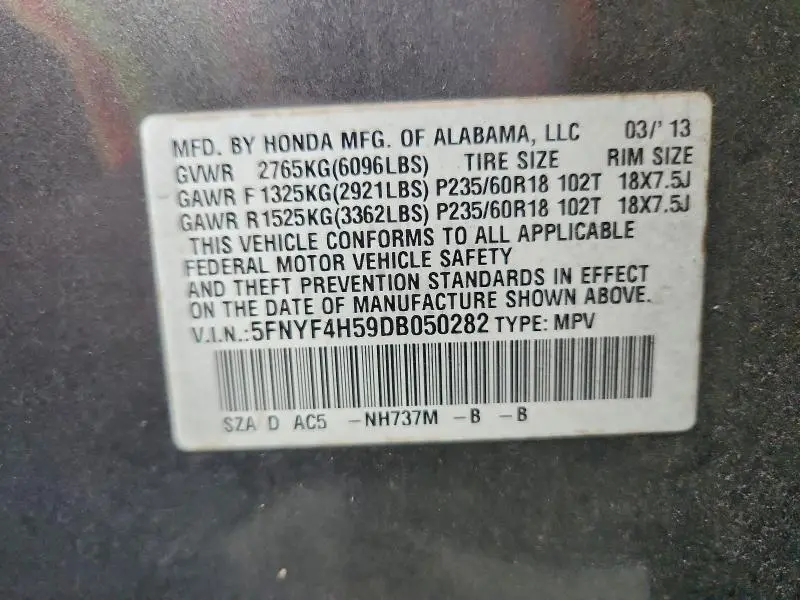 MFD. BY HONDA MFG. OF ALABAMA, LLC 03/' 13
GVWR 2765KG(6096LBS) TIRE SIZE RIM SIZE
GAWR F 1325KG(2921LBS) P235/60R18 102T 18X7.5J
GAWR R1525KG(3362LBS) P235/60R18 102T 18X7.5J
THIS VEHICLE CONFORMS TO ALL APPLICABLE
FEDERAL MOTOR VEHICLE SAFETY
AND THEFT PREVENTION STANDARDS IN EFFECT
ON THE DATE OF MANUFACTURE SHOWN ABOVE.
V.I.N.:5FNYF4H59DB050282 TYPE: MPV
SZA D AC5 -NH737M -B -B